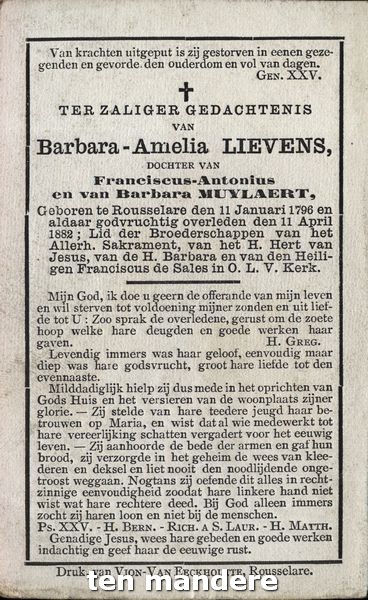 Van krachten uitgeput is zij gestorven in eenen geze-
genden en gevorde.den ouderdom en vol van dagen.
GEN. XXV.
✝
TER ZALIGER GEDACHTENIS
VAN
Barbara-Amelia LIEVENS,
DOCHTER VAN
Franciscus-Antonius
en van Barbara MUYLAERT,
Geboren te Rousselare den 11 Januari 1796 en
aldaar godvruchtig overleden den 11 April
1882; Lid der Broederschappen van het
Allerh. Sakrament, van het H. Hert van
Jesus, van de H. Barbara en van den Heili-
gen Franciscus de Sales in O. L. V. Kerk.
Mijn God, ik doe u geern de offerande van mijn leven
en wil sterven tot voldoening mijner zonden en uit lief-
de tot U: Zoo sprak de overledene, gerust om de zoete
hoop welke hare deugden en goede werken haar
gaven. H. GREG.
Levendig immers was haar geloof, eenvoudig maar
diep was hare godsvrucht, groot hare liefde tot den
evennaaste.
Milddadiglijk hielp zij dus mede in het oprichten van
Gods Huis en het versieren van de woonplaats zijner
glorie. — Zij stelde van hare teedere jeugd haar be-
trouwen op Maria, en wist dat al wie medewerkt tot
hare vereerlijking schatten vergadert voor het eeuwig
leven. — Zij aanhoorde de bede der armen en gaf hun
brood, zij verzorgde in het geheim de wees van klee-
deren en deksel en liet nooit den noodlijdende onge-
troost weggaan. Nogtans zij oefende dit alles in recht-
zinnige eenvoudigheid zoodat hare linkere hand niet
wist wat hare rechtere deed. Bij God alleen immers
zocht zij haren loon en niet bij de menschen.
Ps. XXV. - H. BERN. - RICH. A S. LAUR. - H. MATTH.
Genadige Jesus, wees hare gebeden en goede werken
indachtig en geef haar de eeuwige rust.
Druk. van VION-VAN EECKHOUTTE, Rousselare.
ten mandere